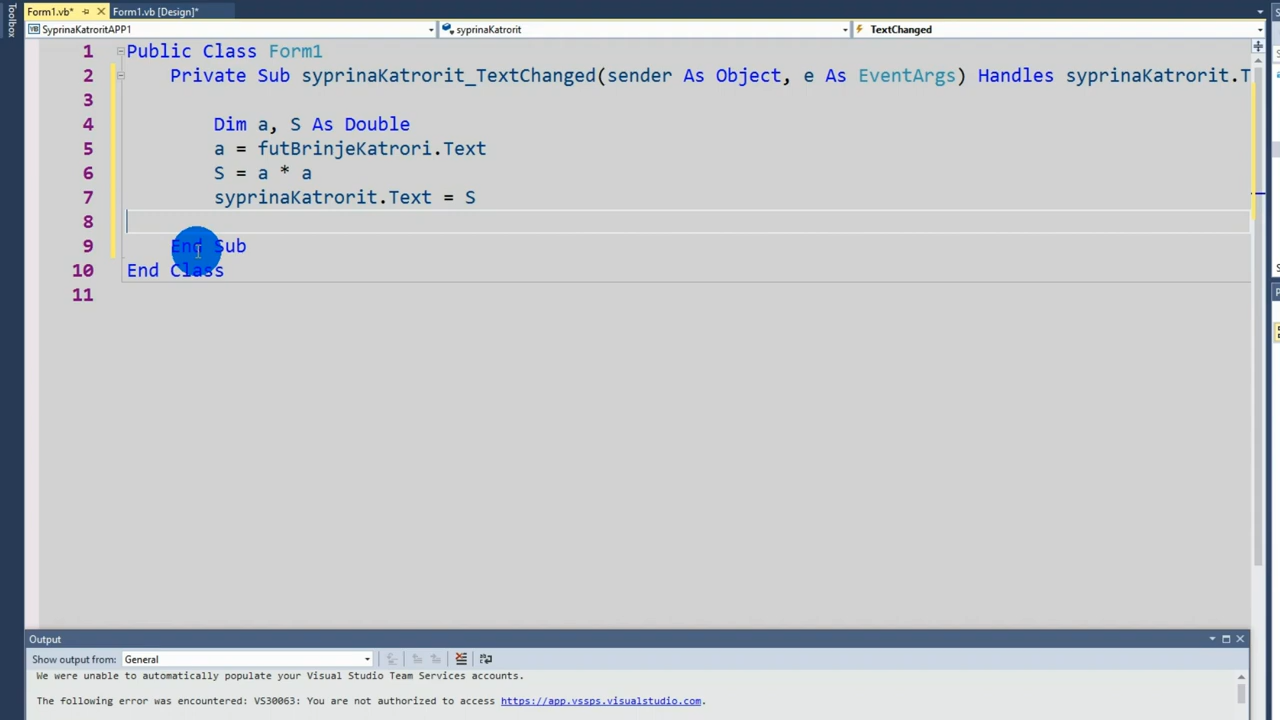 Toolbox
Form1.vb*
Form1.vb [Design]*
SyprinaKatroritAPP1
syprinaKatrorit
TextChanged
1 Public Class Form1
2 Private Sub syprinaKatrorit_TextChanged(sender As Object, e As EventArgs) Handles syprinaKatrorit.T
3
4 Dim a, S As Double
5 a = futBrinjeKatrori.Text
6 S = a * a
7 syprinaKatrorit.Text = S
8
9 End Sub
10 End Class
11
Output
Show output from: General
We were unable to automatically populate your Visual Studio Team Services accounts.
The following error was encountered: VS30063: You are not authorized to access https://app.vssps.visualstudio.com.